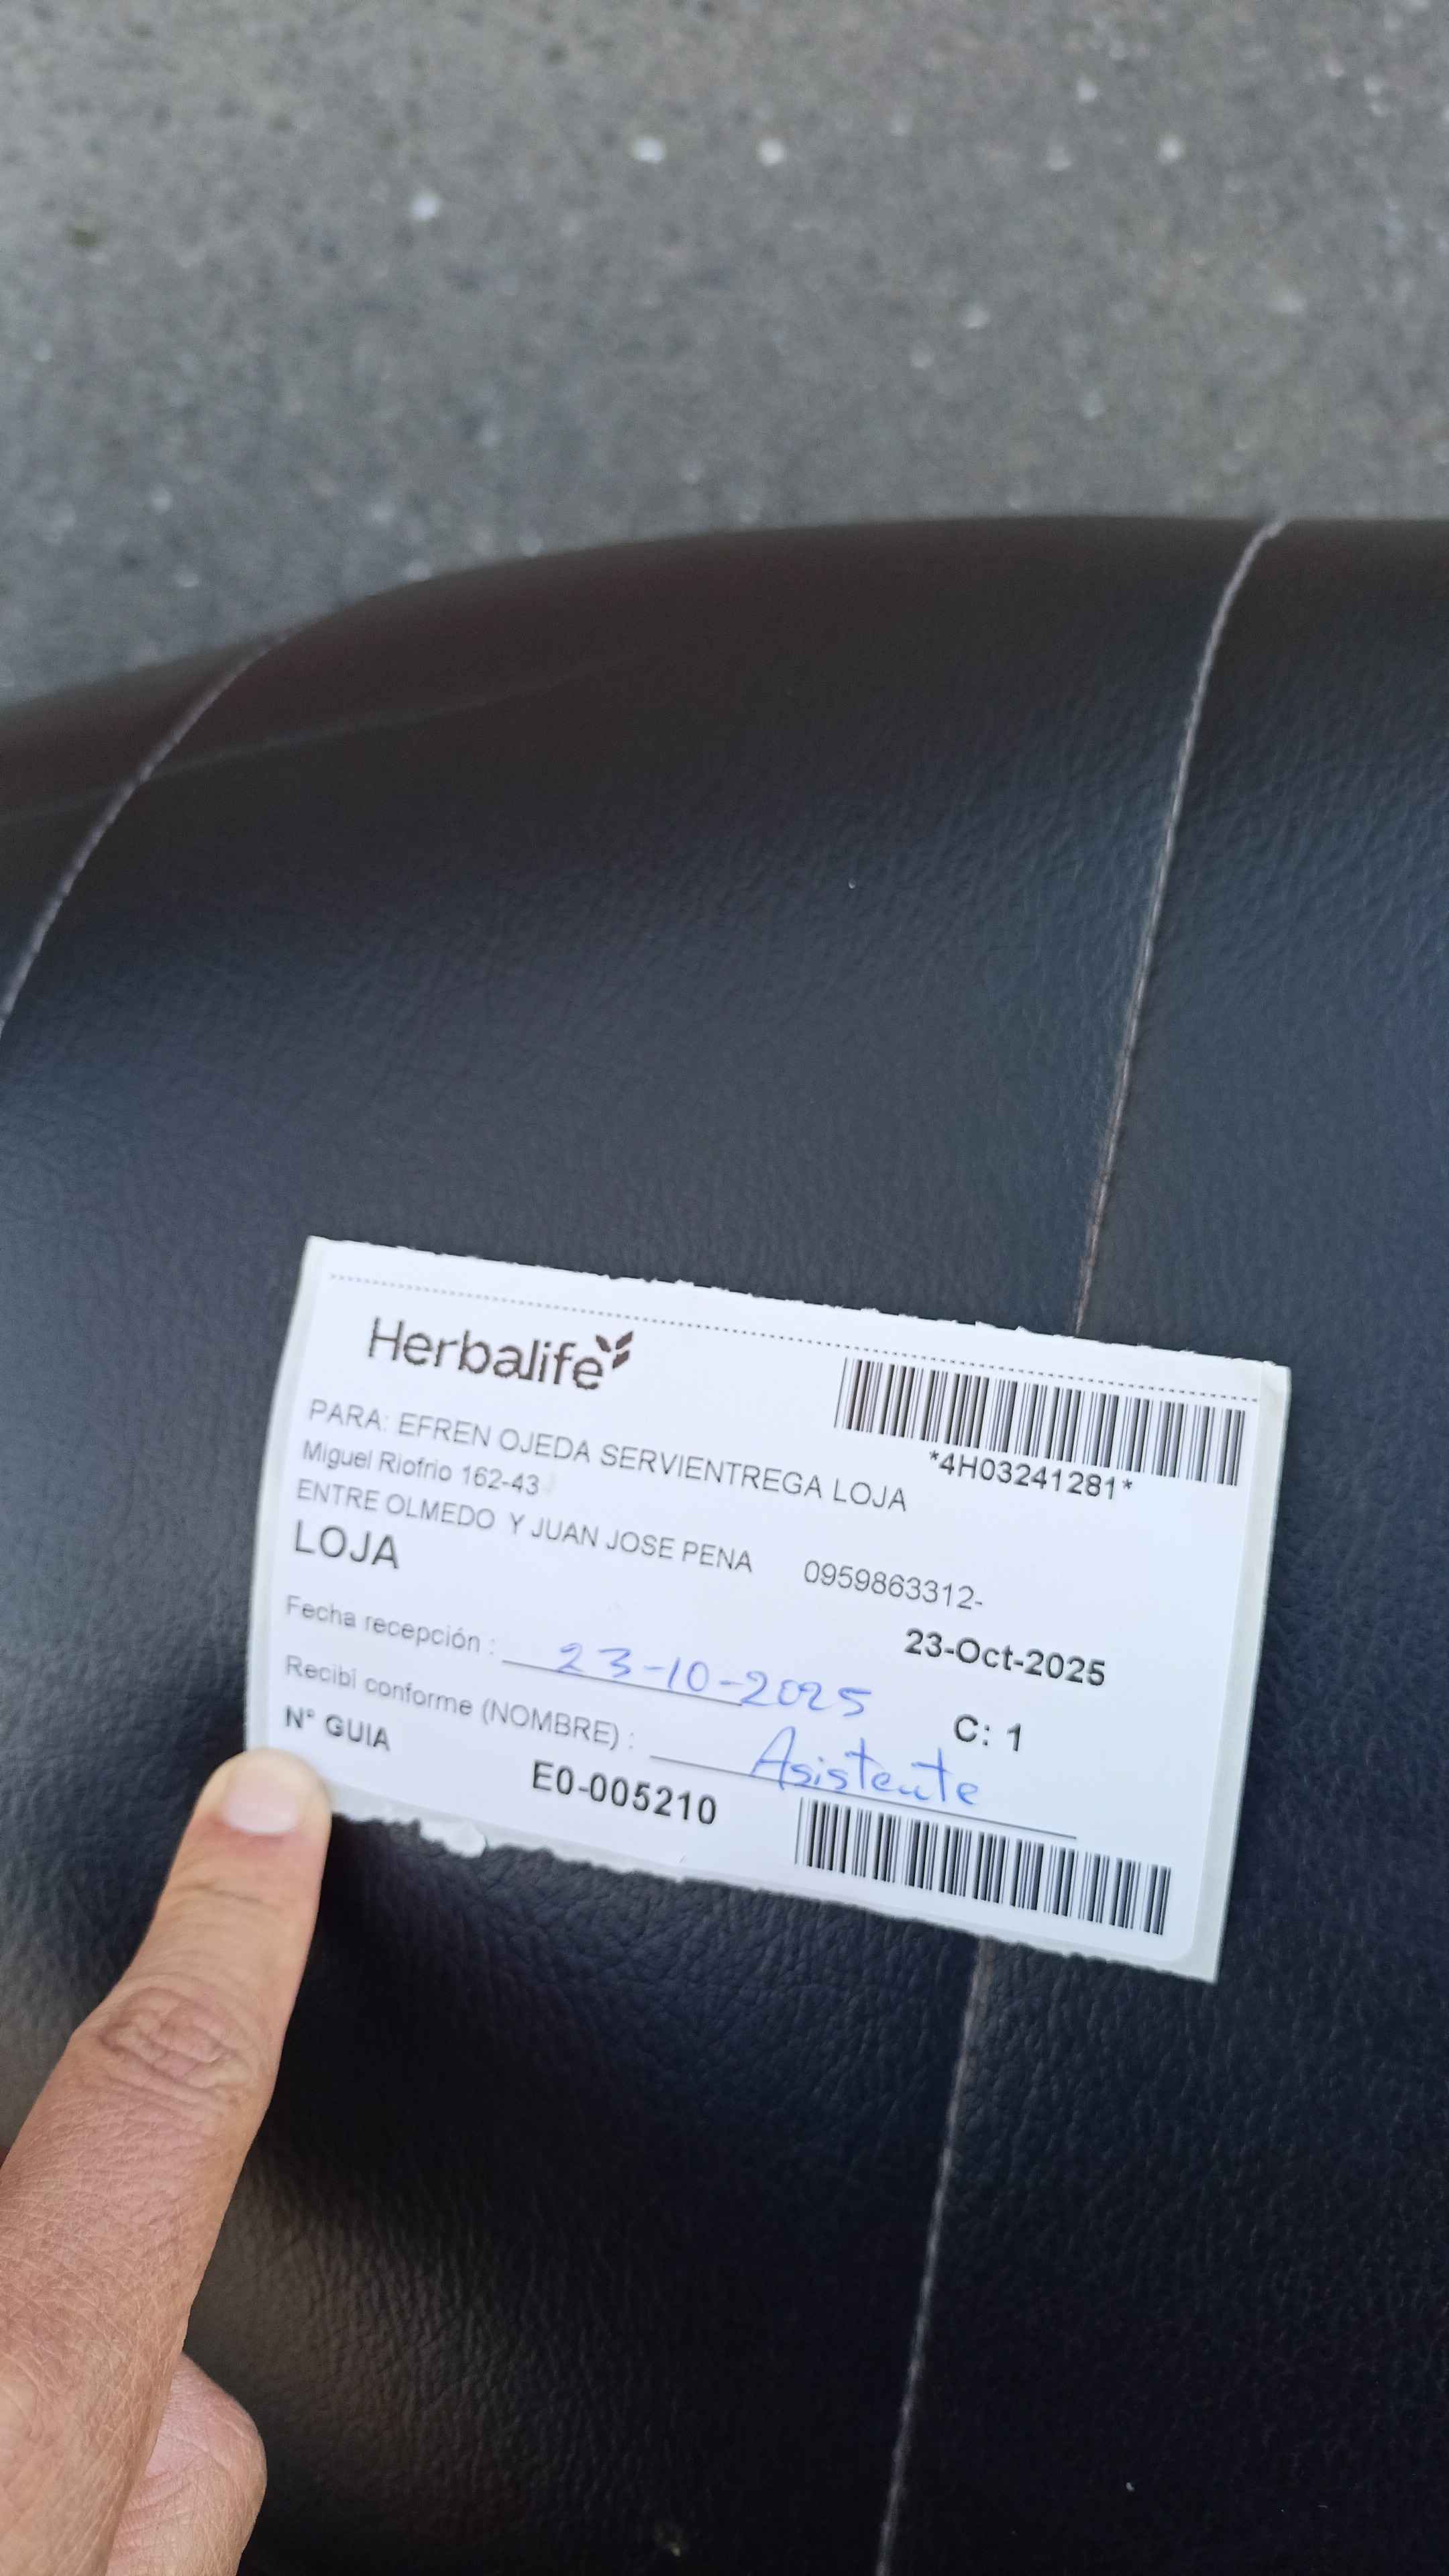 Herbalife
*4H03241281*
PARA: EFREN OJEDA SERVIENTREGA LOJA
Miguel Riofrio 162-43
ENTRE OLMEDO Y JUAN JOSE PENA 0959863312-
LOJA
23-Oct-2025
Fecha recepción : 23-10-2025
C: 1
Recibi conforme (NOMBRE) : Asistente
N° GUIA
E0-005210